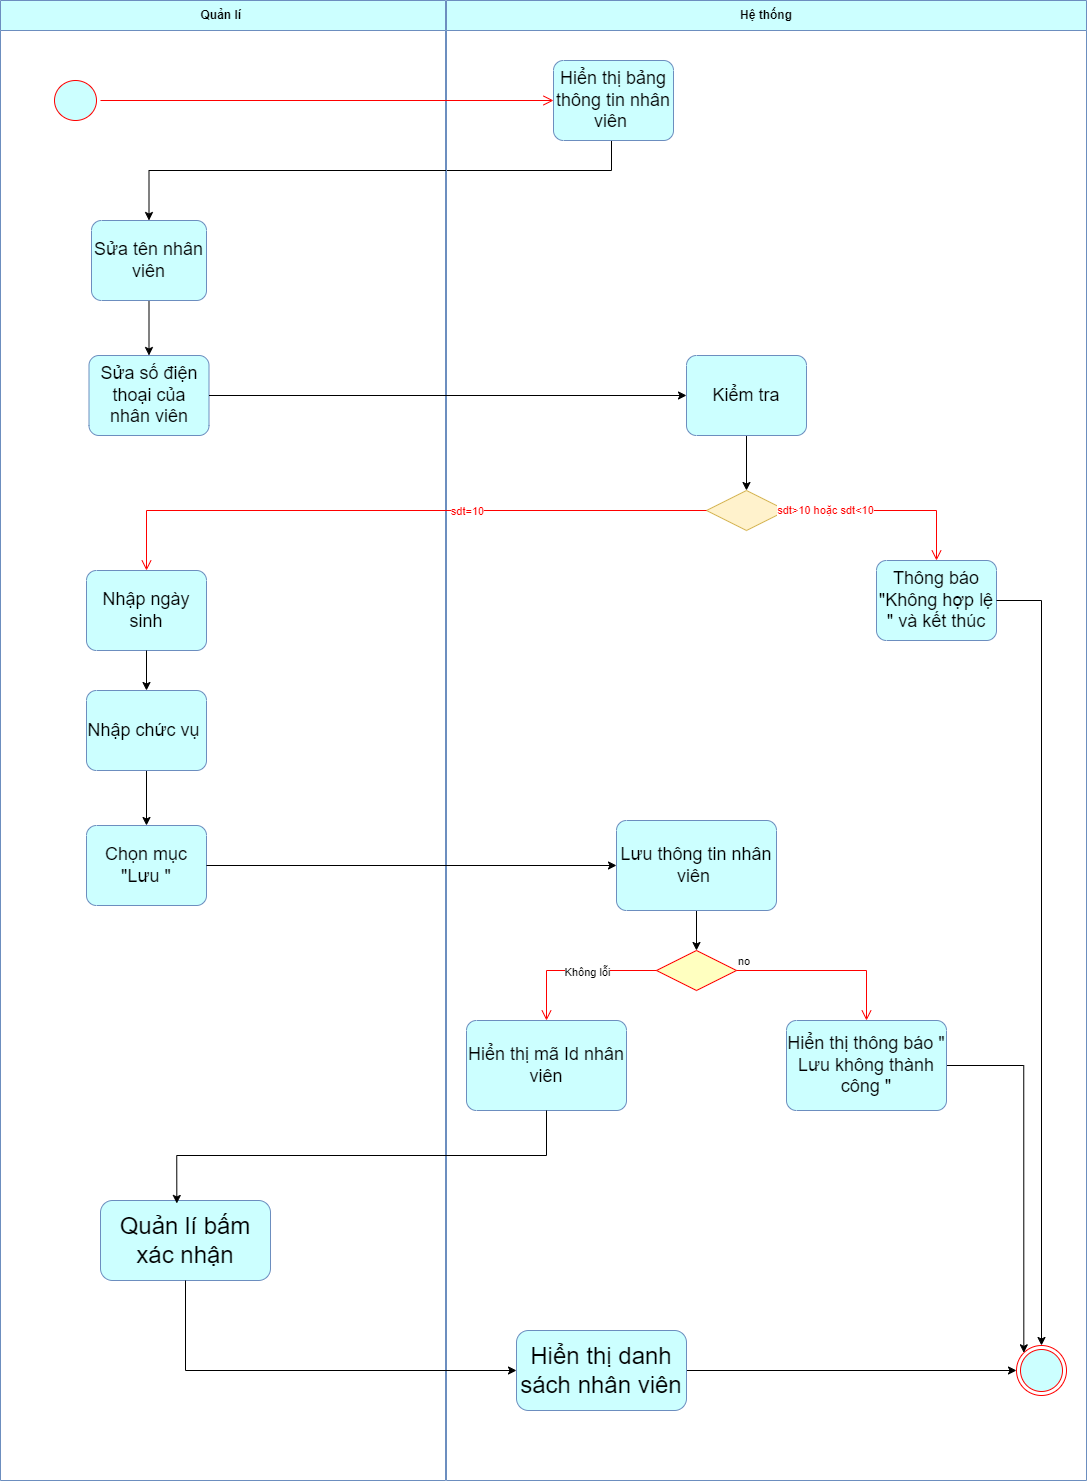 Quản lí
Hệ thống
Hiển thị bảng
thông tin nhân
viên
Sửa tên nhân
viên
Sửa số điện
thoại của
nhân viên
Kiểm tra
sdt=10
sdt>10 hoặc sdt<10
Nhập ngày
sinh
Thông báo
"Không hợp lệ
" và kết thúc
Nhập chức vụ
Chọn mục
"Lưu "
Lưu thông tin nhân
viên
Không lỗi
no
Hiển thị mã Id nhân
viên
Hiển thị thông báo "
Lưu không thành
công "
Quản lí bấm
xác nhận
Hiển thị danh
sách nhân viên